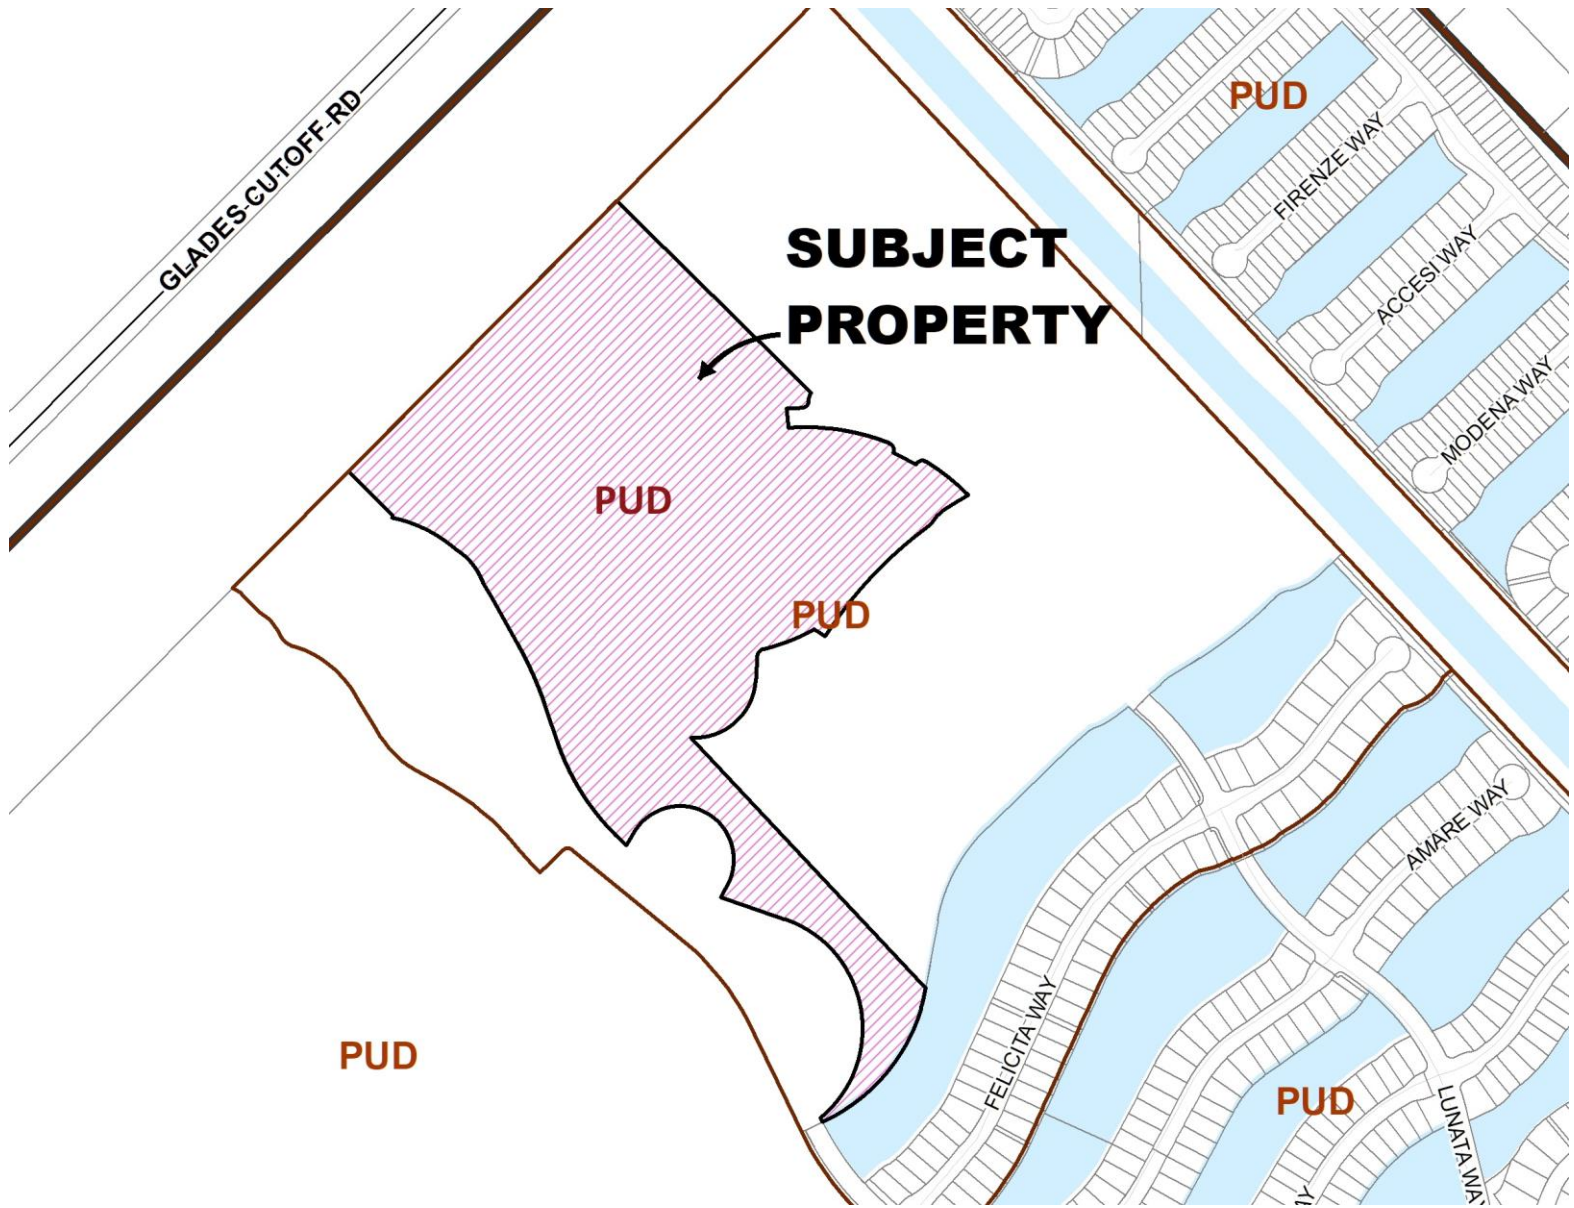 PUD
GLADES CUTOFF RD
FIRENZE WAY
SUBJECT
PROPERTY
ACCESI WAY
MODENA WAY
PUD
PUD
AMARE WAY
FELICITA WAY
PUD
PUD
LUNATA WAY